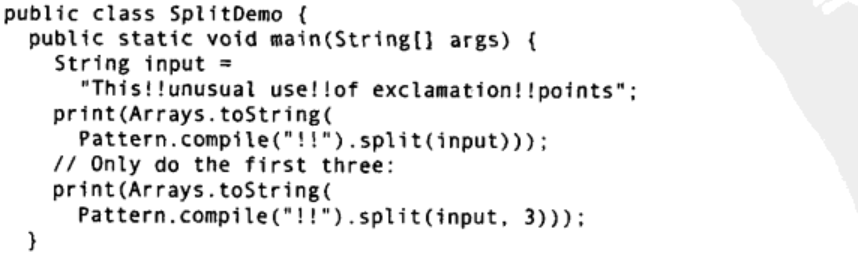 public class SplitDemo {
  public static void main(String[] args) {
    String input =
      "This!!unusual use!!of exclamation!!points";
    print(Arrays.toString(
      Pattern.compile("!!").split(input)));
    // Only do the first three:
    print(Arrays.toString(
      Pattern.compile("!!").split(input, 3)));
  }